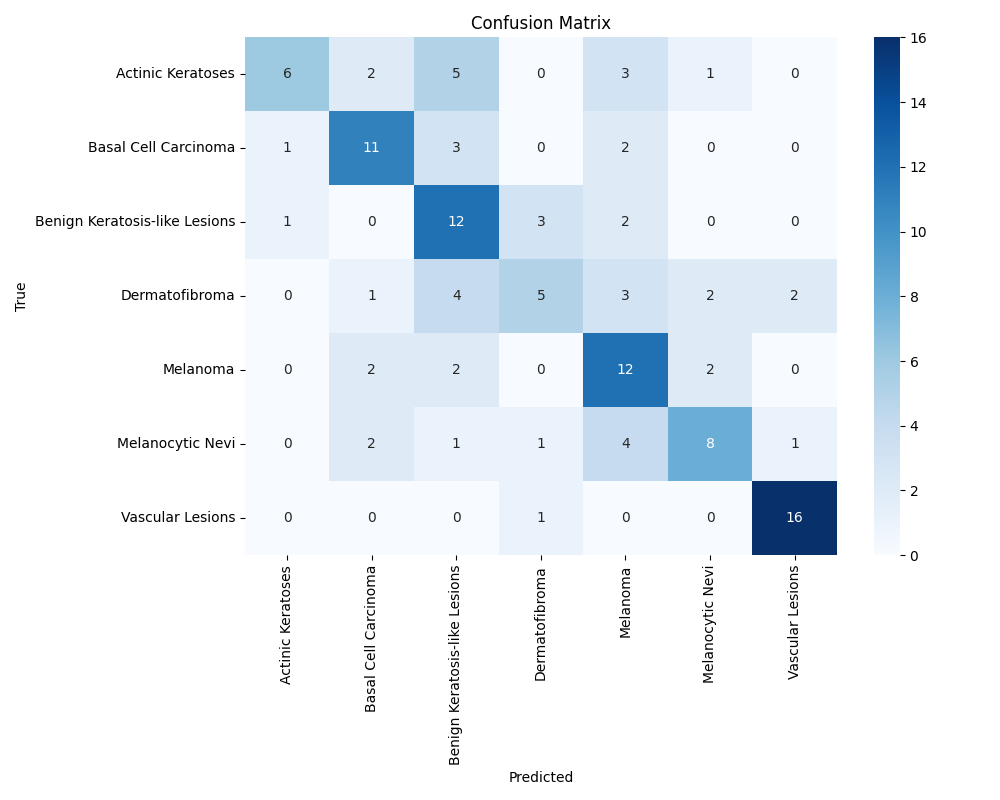 Confusion Matrix
Actinic Keratoses 6 2 5 0 3 1 0
Basal Cell Carcinoma 1 11 3 0 2 0 0
Benign Keratosis-like Lesions 1 0 12 3 2 0 0
Dermatofibroma 0 1 4 5 3 2 2
Melanoma 0 2 2 0 12 2 0
Melanocytic Nevi 0 2 1 1 4 8 1
Vascular Lesions 0 0 0 1 0 0 16
True
Actinic Keratoses
Basal Cell Carcinoma
Benign Keratosis-like Lesions
Dermatofibroma
Melanoma
Melanocytic Nevi
Vascular Lesions
Predicted
16
14
12
10
8
6
4
2
0